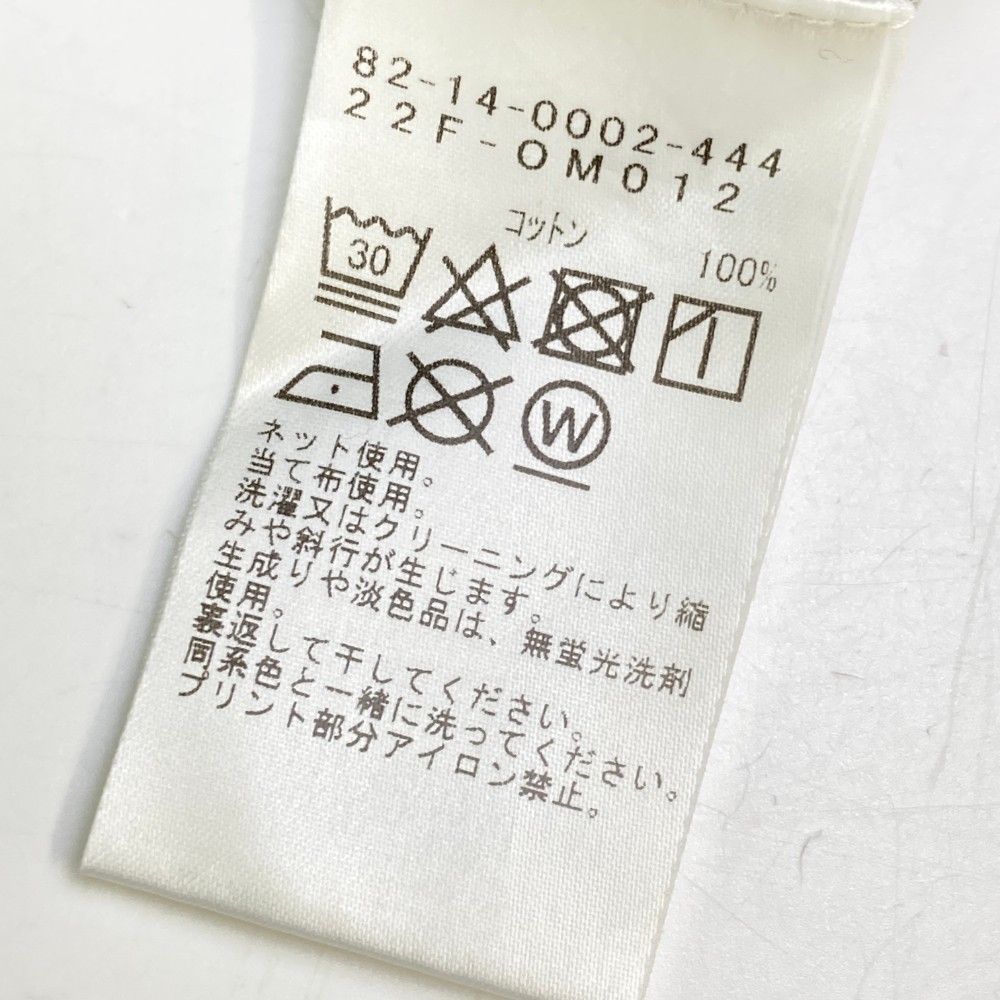 82-14-0002-444
22F-OM012
コットン 100%
30
W
ネット使用。
当て布使用。
洗濯又はクリーニングにより縮
みや斜行が生じます。
生成りや淡色品は、無蛍光洗剤
使用。
裏返して干してください。
同系色と一緒に洗ってください。
プリント部分アイロン禁止。